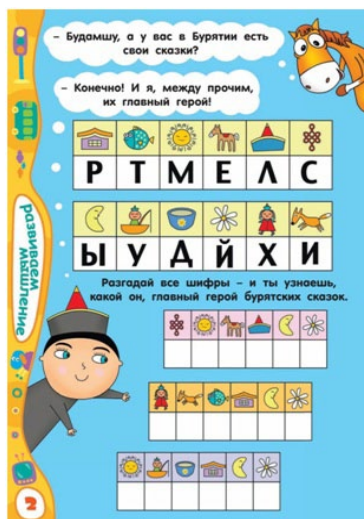 – Будамшу, а у вас в Бурятии есть
свои сказки?
– Конечно! И я, между прочим,
их главный герой!
Р Т М Е Л С
Ы У Д Й Х И
развиваем
мышление
Разгадай все шифры – и ты узнаешь,
какой он, главный герой бурятских сказок.
2